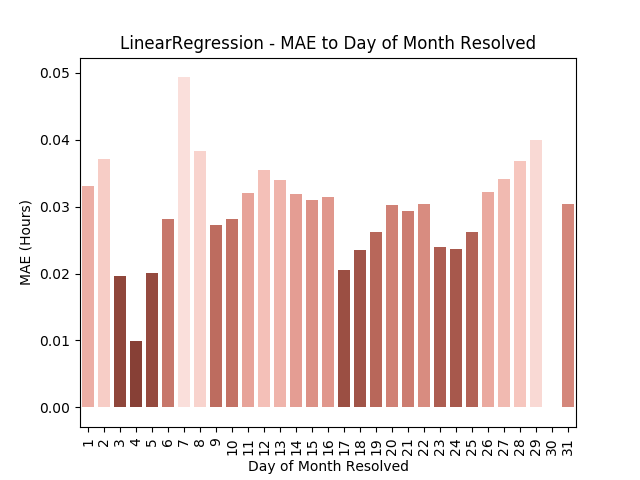 LinearRegression - MAE to Day of Month Resolved
0.05
0.04
0.03
0.02
0.01
0.00
MAE (Hours)
1 2 3 4 5 6 7 8 9 10 11 12 13 14 15 16 17 18 19 20 21 22 23 24 25 26 27 28 29 30 31
Day of Month Resolved